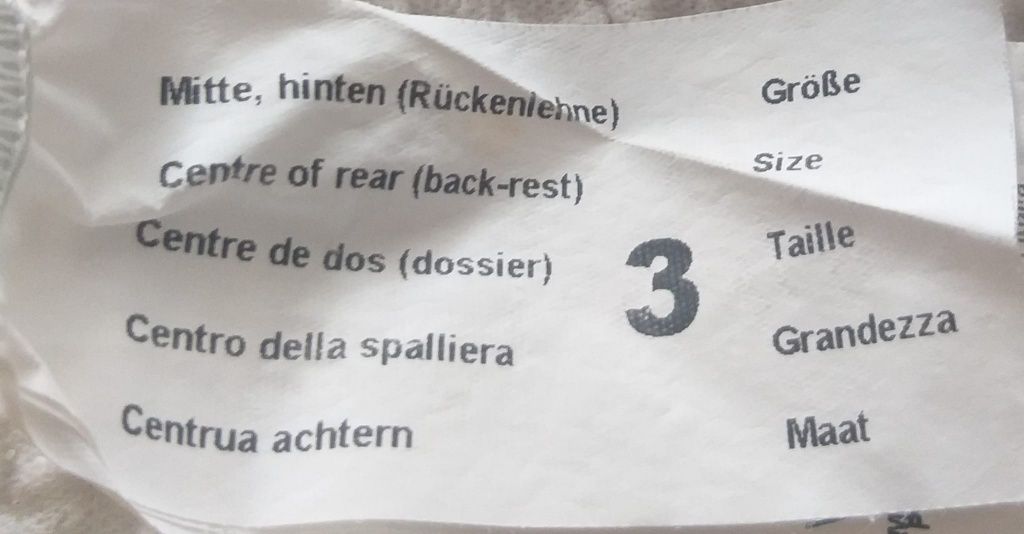 Mitte, hinten (Rückenlehne) Größe
Centre of rear (back-rest) Size
Centre de dos (dossier) 3 Taille
Centro della spalliera Grandezza
Centrua achtern Maat